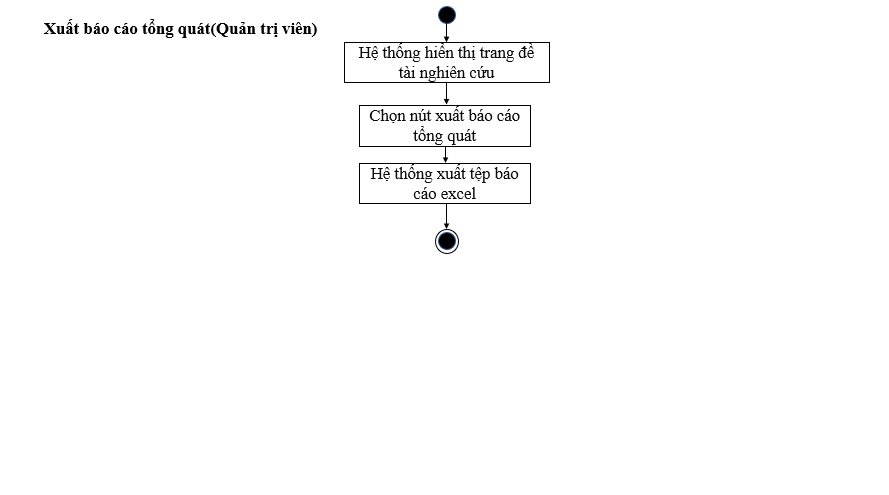 Xuất báo cáo tổng quát(Quản trị viên)
Hệ thống hiển thị trang đề
tài nghiên cứu
Chọn nút xuất báo cáo
tổng quát
Hệ thống xuất tệp báo
cáo excel